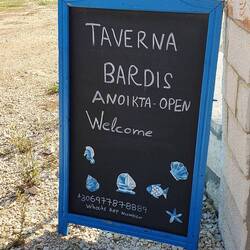 TAVERNA
BARDIS
ANOIKTA - OPEN
Welcome
+306977878889